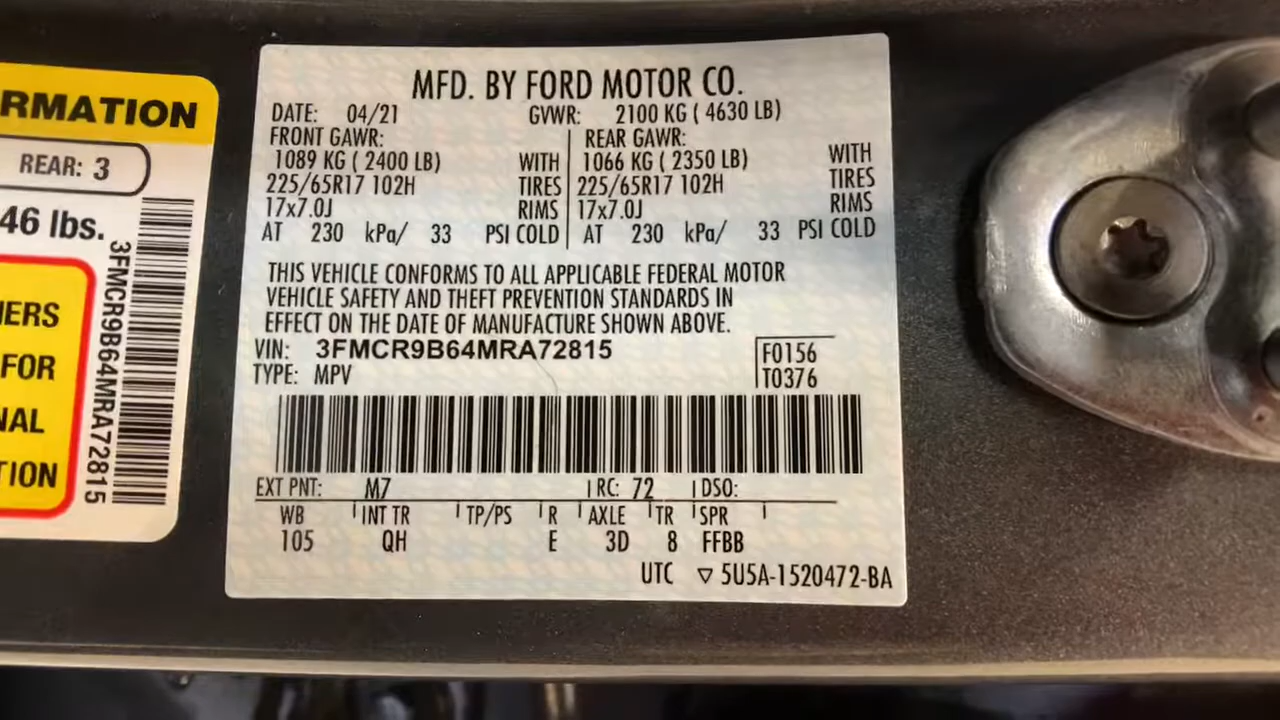 RMATION
REAR: 3
46 lbs.
IERS
FOR
NAL
TION
3FMCR9B64MRA72815
MFD. BY FORD MOTOR CO.
DATE: 04/21 GVWR: 2100 KG ( 4630 LB)
FRONT GAWR: REAR GAWR:
1089 KG ( 2400 LB) WITH 1066 KG ( 2350 LB) WITH
225/65R17 102H TIRES 225/65R17 102H TIRES
17x7.0J RIMS 17x7.0J RIMS
AT 230 kPa/ 33 PSI COLD AT 230 kPa/ 33 PSI COLD
THIS VEHICLE CONFORMS TO ALL APPLICABLE FEDERAL MOTOR
VEHICLE SAFETY AND THEFT PREVENTION STANDARDS IN
EFFECT ON THE DATE OF MANUFACTURE SHOWN ABOVE.
VIN: 3FMCR9B64MRA72815 F0156
TYPE: MPV T0376
EXT PNT: M7 RC: 72 DSO:
WB INT TR TP/PS R AXLE TR SPR
105 QH E 3D 8 FFBB
UTC ▽ 5U5A-1520472-BA